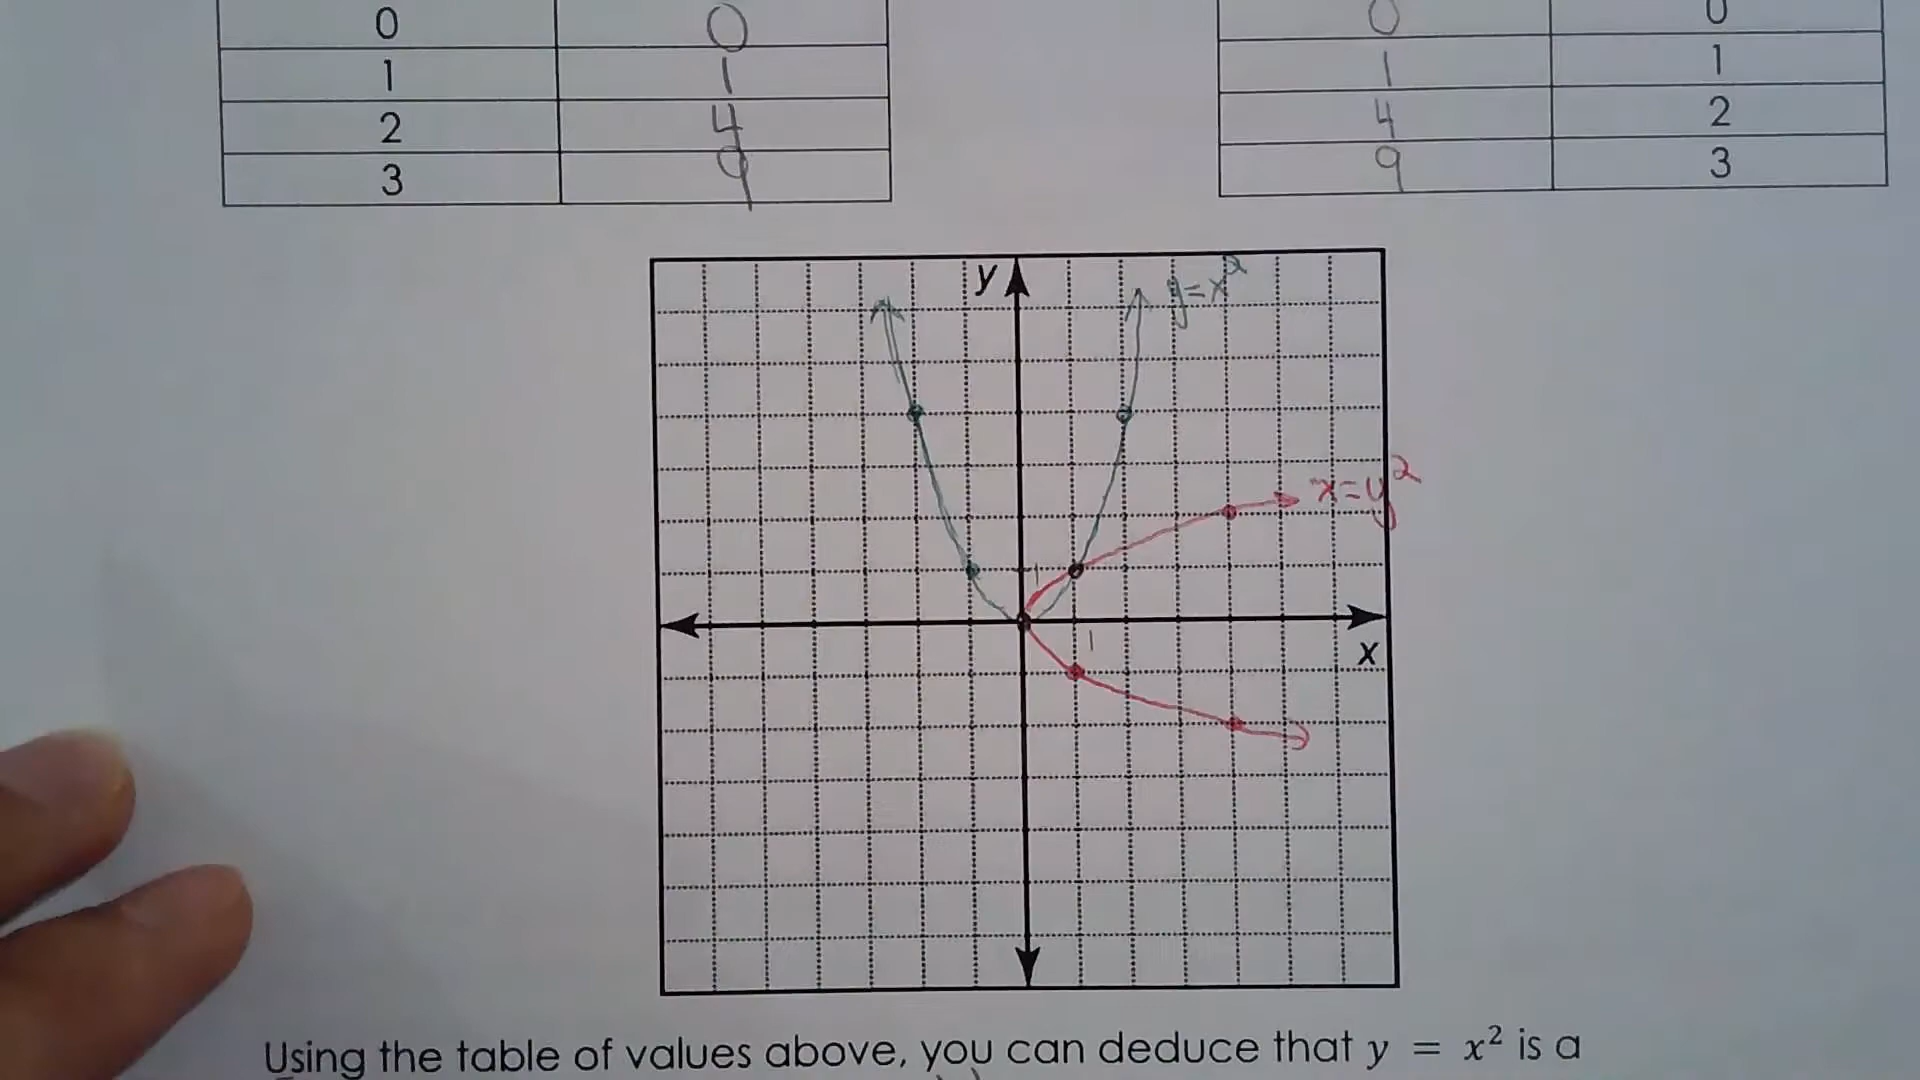 0 0
1 1
2 4
3 9
0 0
1 1
4 2
9 3
y
y=x²
x=y²
1
1
x
Using the table of values above, you can deduce that y = x² is a